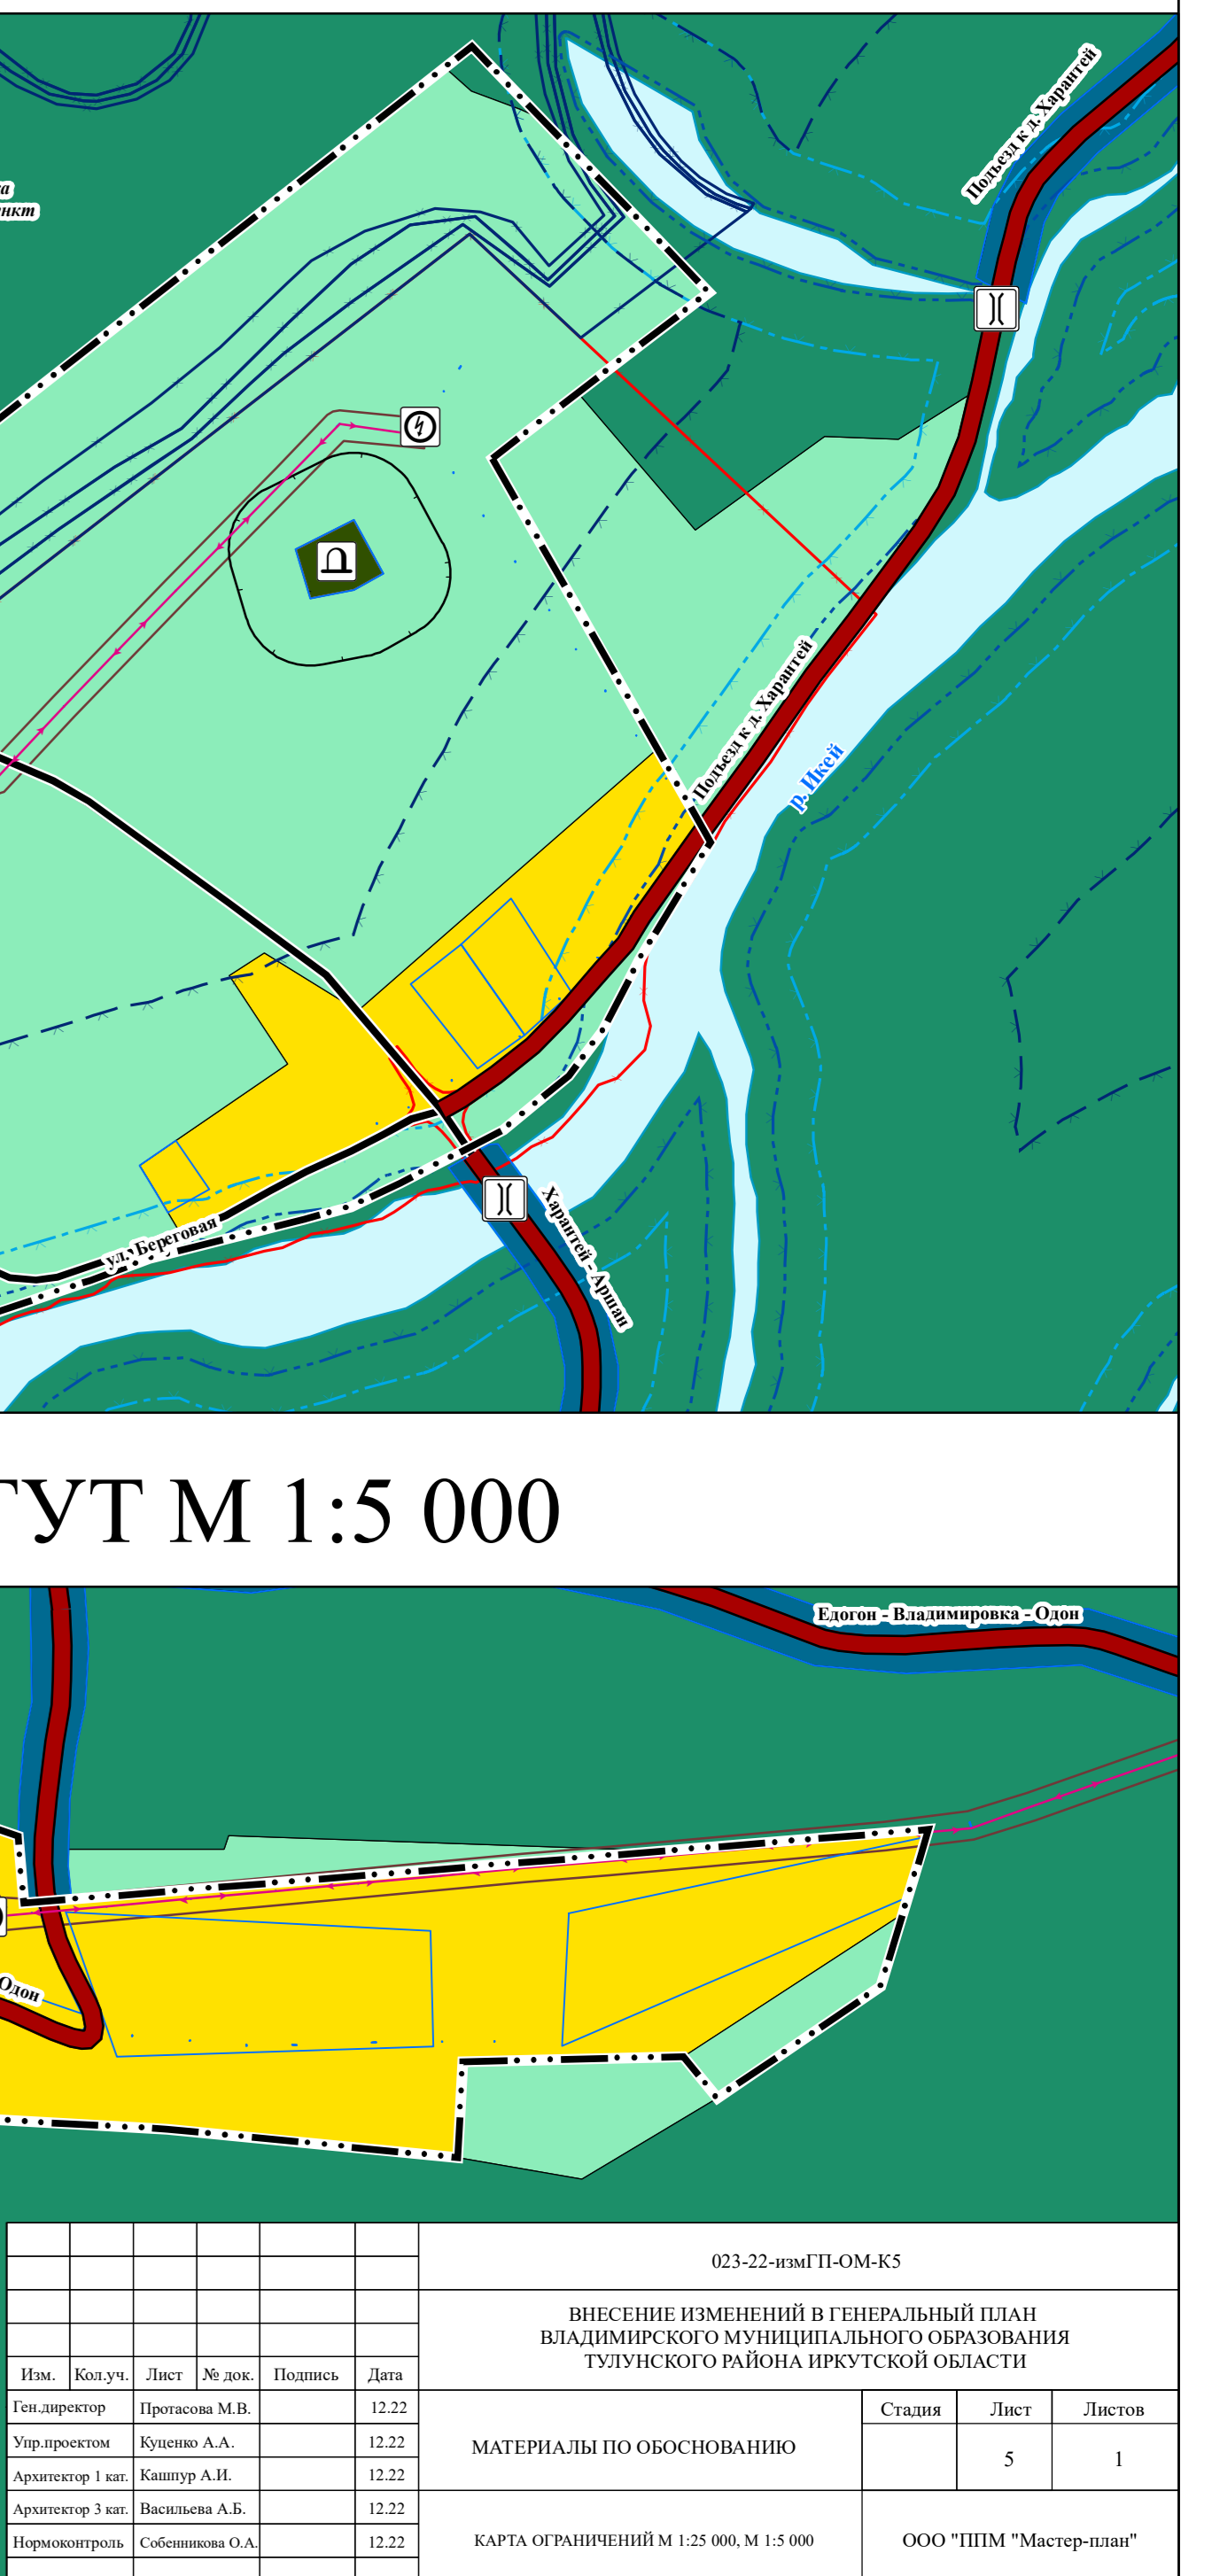 Подъезд к д. Харантей
Подъезд к д. Харантей
р. Икей
ул. Береговая
Харантей - Аршан
ГУТ М 1:5 000
Едогон - Владимировка - Одон
Одон
023-22-измГП-ОМ-К5
ВНЕСЕНИЕ ИЗМЕНЕНИЙ В ГЕНЕРАЛЬНЫЙ ПЛАН
ВЛАДИМИРСКОГО МУНИЦИПАЛЬНОГО ОБРАЗОВАНИЯ
ТУЛУНСКОГО РАЙОНА ИРКУТСКОЙ ОБЛАСТИ
Изм. Кол.уч. Лист № док. Подпись Дата
Ген.директор Протасова М.В. 12.22
Упр.проектом Куценко А.А. 12.22
Архитектор 1 кат. Кашпур А.И. 12.22
Архитектор 3 кат. Васильева А.Б. 12.22
Нормоконтроль Собенникова О.А. 12.22
МАТЕРИАЛЫ ПО ОБОСНОВАНИЮ
Стадия Лист Листов
5 1
КАРТА ОГРАНИЧЕНИЙ М 1:25 000, М 1:5 000
ООО "ППМ "Мастер-план"